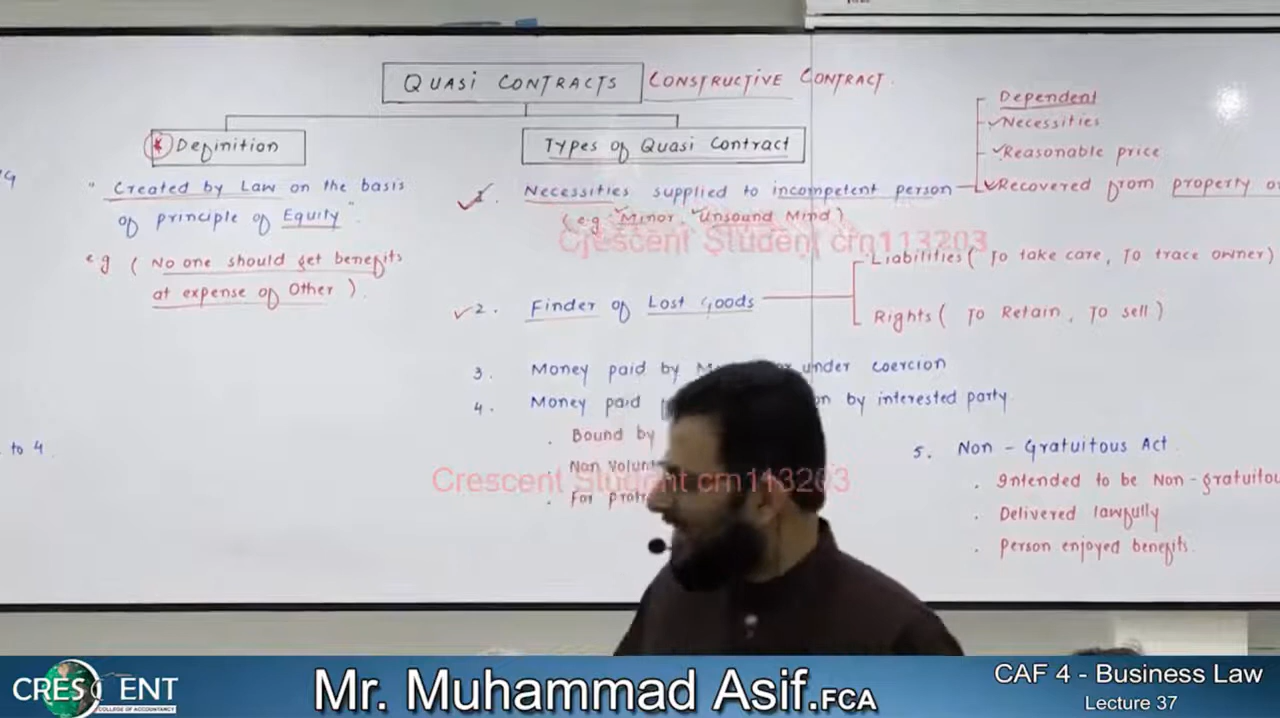 QUASI CONTRACTS CONSTRUCTIVE CONTRACT.
* Definition
" Created by Law on the basis
of principle of Equity "
e g ( No one should get benefits
at expense of Other ) .
to 4
Types of Quasi Contract
1. Necessities supplied to incompetent person
(e.g. Minor, Unsound Mind)
Dependent
Necessities
Reasonable price
Recovered from property
Crescent Student crn113203
2. Finder of Lost Goods
Liabilities ( To take care, To trace owner)
Rights ( To Retain, To sell )
3. Money paid by under coercion
4. Money paid by interested party
. Bound by
. Non
. For
Crescent Student crn113203
5. Non - Gratuitous Act
. Intended to be Non-
. Delivered lawfully
. Person enjoyed benefits.
CRESCENT
COLLEGE OF ACCOUNTANCY
Mr. Muhammad Asif.FCA
CAF 4 - Business Law
Lecture 37